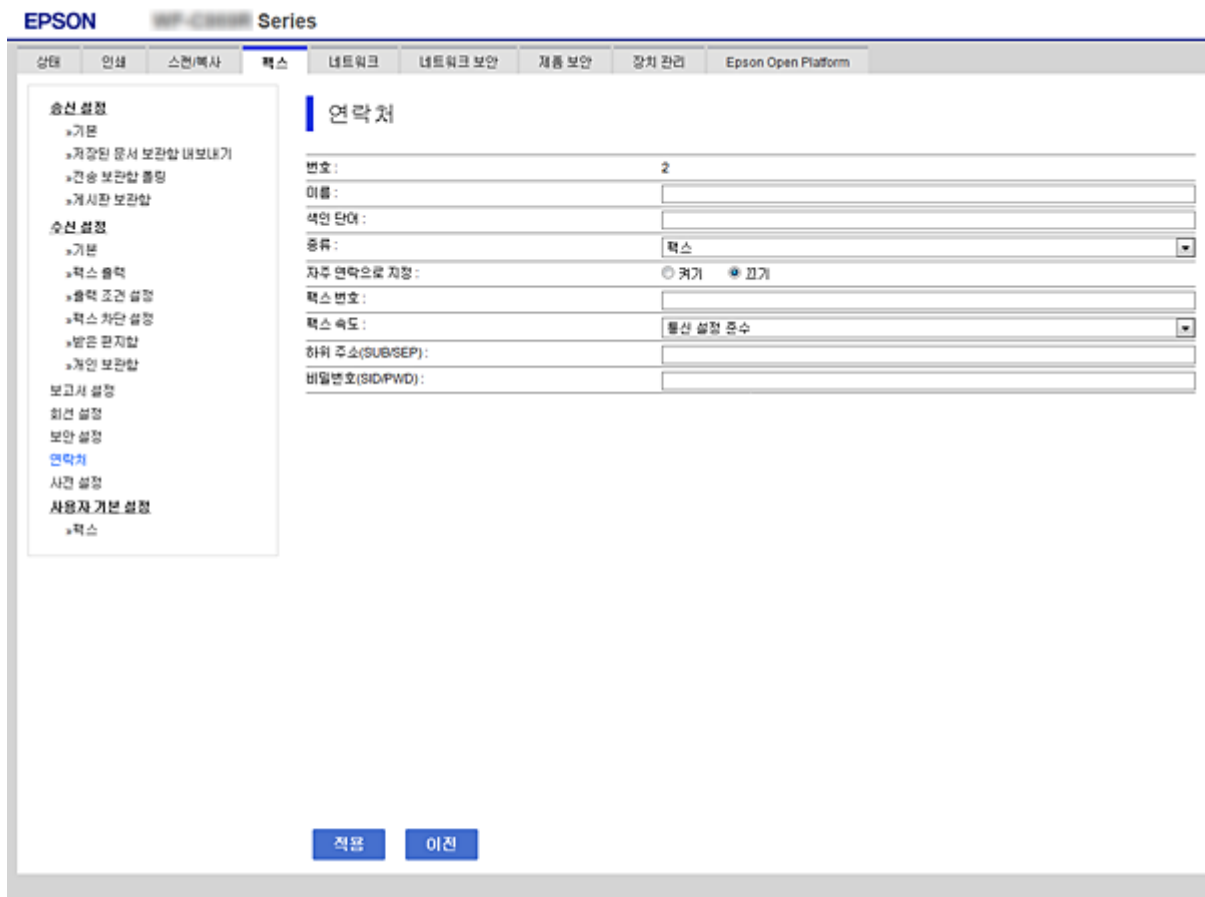 EPSON Series
상태 인쇄 스캔/복사 팩스 네트워크 네트워크 보안 제품 보안 장치 관리 Epson Open Platform
송신 설정
»기본
»저장된 문서 보관함 내보내기
»전송 보관함 폴링
»게시판 보관함
수신 설정
»기본
»팩스 출력
»출력 조건 설정
»팩스 차단 설정
»받은 편지함
»개인 보관함
보고서 설정
회선 설정
보안 설정
연락처
사전 설정
사용자 기본 설정
»팩스
연락처
번호 : 2
이름 :
색인 단어 :
종류 : 팩스
자주 연락으로 지정 : 켜기 끄기
팩스 번호 :
팩스 속도 : 통신 설정 준수
하위 주소(SUB/SEP) :
비밀번호(SID/PWD) :
적용 이전